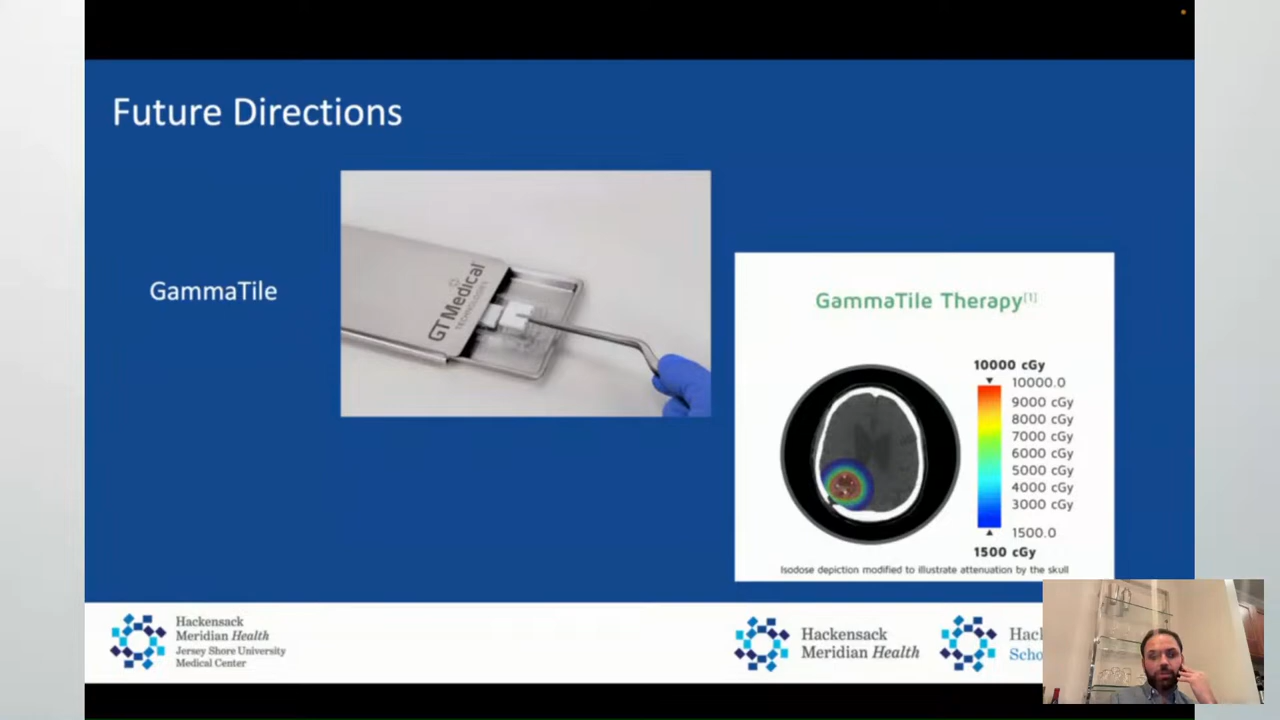 Future Directions
GammaTile
GT Medical
TECHNOLOGIES
GammaTile Therapy[1]
10000 cGy
10000.0
9000 cGy
8000 cGy
7000 cGy
6000 cGy
5000 cGy
4000 cGy
3000 cGy
1500.0
1500 cGy
Isodose depiction modified to illustrate attenuation by the skull
Hackensack
Meridian Health
Jersey Shore University
Medical Center
Hackensack
Meridian Health